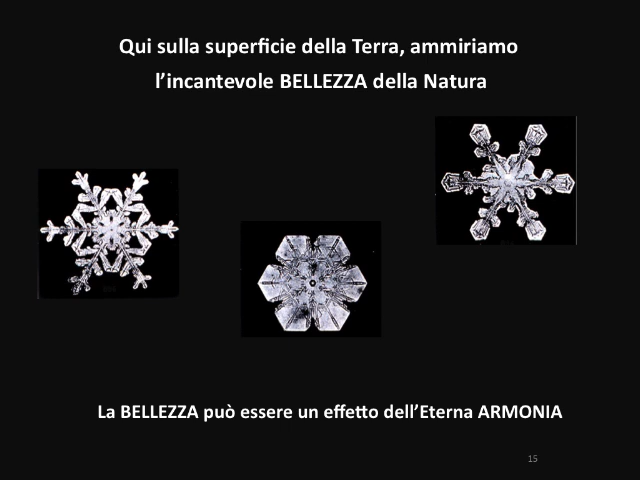 Qui sulla superficie della Terra, ammiriamo
l’incantevole BELLEZZA della Natura
La BELLEZZA può essere un effetto dell’Eterna ARMONIA
15